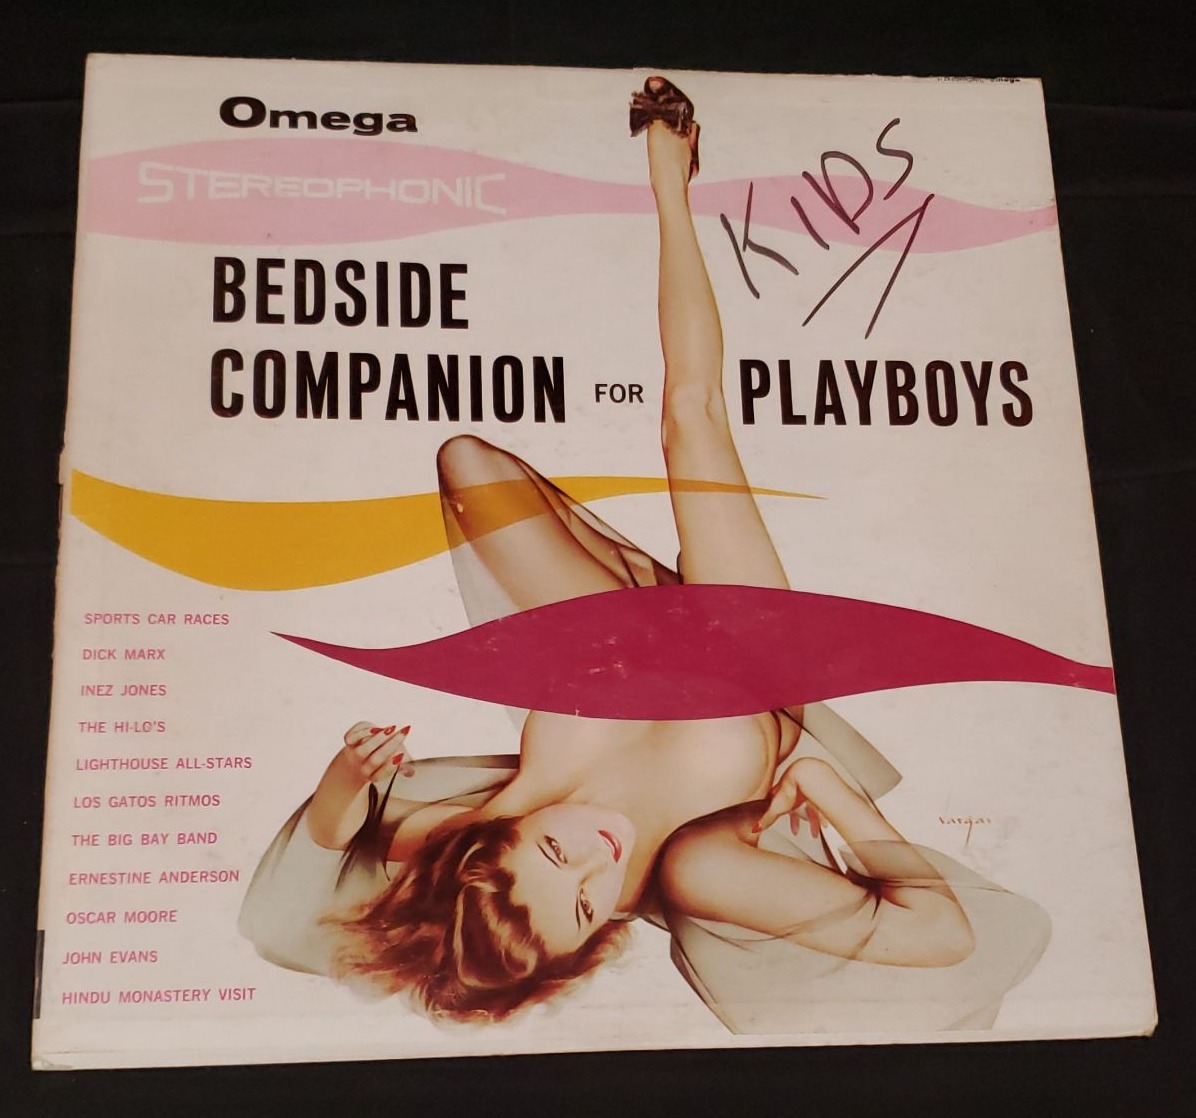 Omega
STEREOPHONIC
KIDS
BEDSIDE
COMPANION FOR PLAYBOYS
SPORTS CAR RACES
DICK MARX
INEZ JONES
THE HI-LO'S
LIGHTHOUSE ALL-STARS
LOS GATOS RITMOS
THE BIG BAY BAND
ERNESTINE ANDERSON
OSCAR MOORE
JOHN EVANS
HINDU MONASTERY VISIT
Vargas